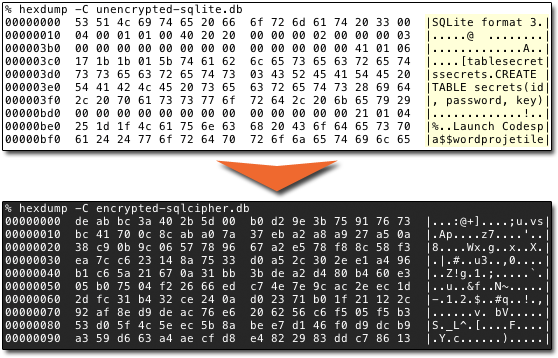 % hexdump -C unencrypted-sqlite.db
00000000 53 51 4c 69 74 65 20 66 6f 72 6d 61 74 20 33 00 |SQLite format 3.
00000010 04 00 01 01 00 40 20 20 00 00 02 00 00 00 00 03 |.....@ ........
000003b0 00 00 00 00 00 00 00 00 00 00 00 00 00 41 01 06 |.............A..
000003c0 17 1b 1b 01 5b 74 61 62 6c 65 73 65 63 72 65 74 |....[tablesecret
000003d0 73 73 65 63 72 65 74 73 03 43 52 45 41 54 45 20 |ssecrets.CREATE
000003e0 54 41 42 4c 45 20 73 65 63 72 65 74 73 28 69 64 |TABLE secrets(id
000003f0 2c 20 70 61 73 73 77 6f 72 64 2c 20 6b 65 79 29 |, password, key)
00000bd0 00 00 00 00 00 00 00 00 00 00 00 00 00 21 01 04 |.............!..
00000be0 25 1d 1f 4c 61 75 6e 63 68 20 43 6f 64 65 73 70 |%..Launch Codesp
00000bf0 61 24 24 77 6f 72 64 70 72 6f 6a 65 74 69 6c 65 |a$$wordprojetile
% hexdump -C encrypted-sqlcipher.db
00000000 de ab bc 3a 40 2b 5d 00 b0 d2 9e 3b 75 91 76 73 |...:@+]....;u.vs
00000010 bc 41 70 0c 8c ab a0 7a 37 eb a2 a8 a9 27 a5 0a |.Ap....z7....'..
00000020 38 c9 0b 9c 06 57 78 96 67 a2 e5 78 f8 8c 58 f3 |8....Wx.g..x..X.
00000030 ea 7c c6 23 14 8a 75 33 d0 a5 2c 30 2e e1 a4 96 |.|.#..u3..,0....
00000040 b1 c6 5a 21 67 0a 31 bb 3b de a2 d4 80 b4 60 e3 |..Z!g.1.;.....`.
00000050 05 b0 75 04 f2 26 66 ed c7 4e 7e 9c ac 2e ec 1d |..u..&f..N~.....
00000060 2d fc 31 b4 32 ce 24 0a d0 23 71 b0 1f 21 12 2c |-.1.2.$..#q..!.,
00000070 92 af 8e d9 de ac 76 e6 20 62 56 c6 f5 05 f5 b3 |......v. bV.....
00000080 53 d0 5f 4c 5e ec 5b 8a be e7 d1 46 f0 d9 dc b9 |S._L^.[....F....
00000090 a3 59 d6 63 a4 ae cf d8 e4 82 29 83 dd c7 86 13 |.Y.c......).....